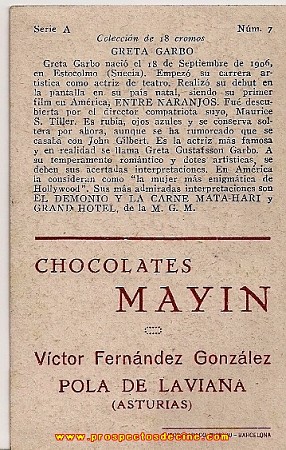 Serie A Núm. 7
Colección de 18 cromos
GRETA GARBO
Greta Garbo nació el 18 de Septiembre de 1906,
en Estocolmo (Suecia). Empezó su carrera ar-
tística como actriz de teatro. Realizó su debut en
la pantalla en su país natal, siendo su primer
film en América, ENTRE NARANJOS. Fué des-
cubierta por el director compatriota suyo, Maurice
S. Tiller. Es rubia, ojos azules y se conserva sol-
tera por ahora, aunque se ha rumoreado que se
casaba con John Gilbert. Es la actriz más famosa
y en realidad se llama Greta Gustafsson Garbo. A
su temperamento romántico y dotes artísticas, se
deben sus acertadas interpretaciones. En América
la consideran como "la mujer más enigmática de
Hollywood". Sus más admiradas interpretaciones son
EL DEMONIO Y LA CARNE MATA-HARI y
GRAND HOTEL, de la M. G. M.
CHOCOLATES
MAYIN
Víctor Fernández González
POLA DE LAVIANA
(ASTURIAS)
- BARCELONA
www.prospectosdecine.com